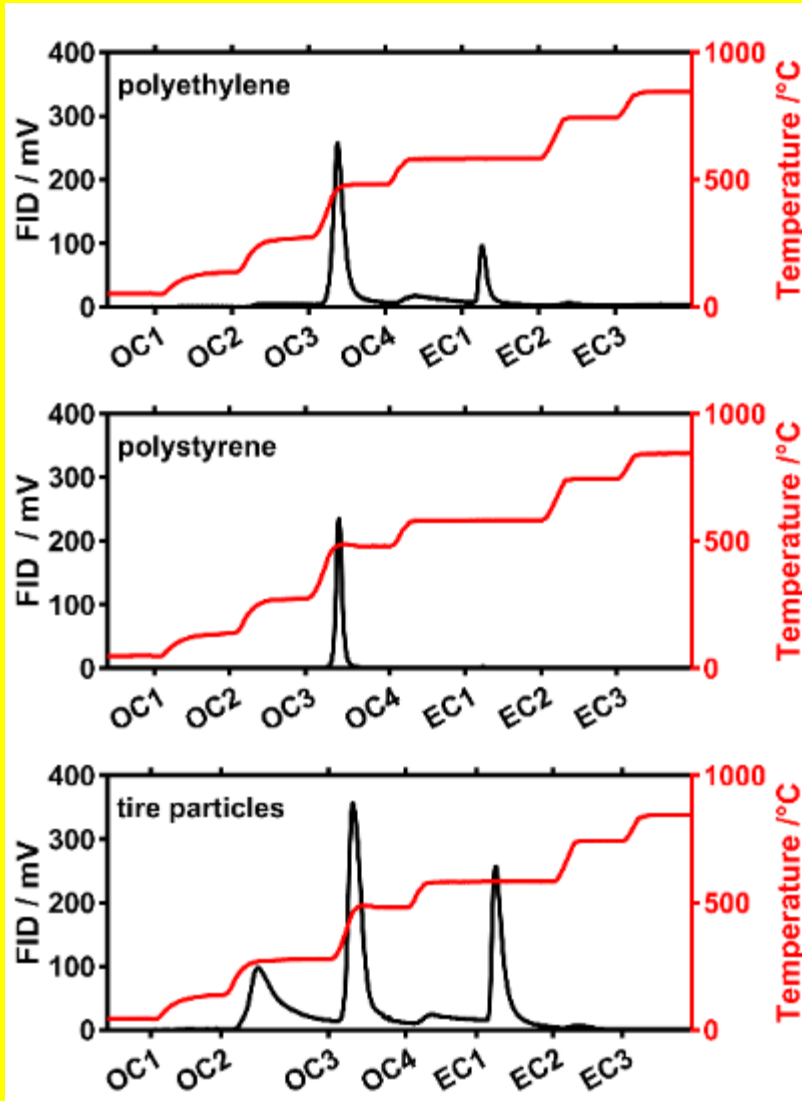 polyethylene
FID / mV
400
300
200
100
0
1000
500
0
Temperature /°C
OC1 OC2 OC3 OC4 EC1 EC2 EC3
polystyrene
FID / mV
400
300
200
100
0
1000
500
0
Temperature /°C
OC1 OC2 OC3 OC4 EC1 EC2 EC3
tire particles
FID / mV
400
300
200
100
0
1000
500
0
Temperature /°C
OC1 OC2 OC3 OC4 EC1 EC2 EC3